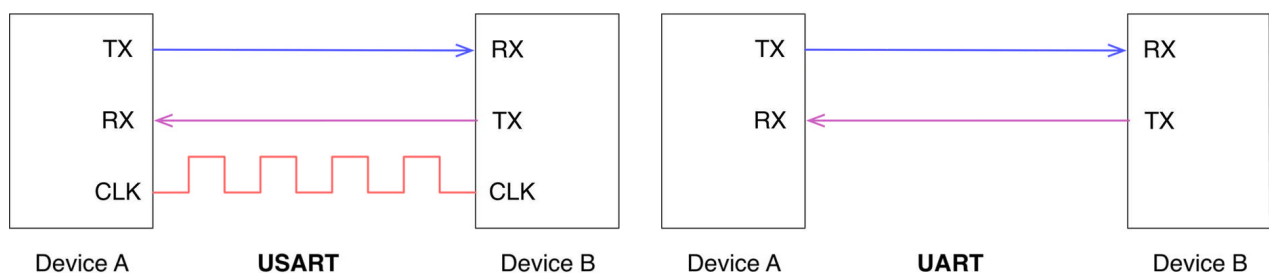 TX RX TX RX
RX TX RX TX
CLK CLK
Device A USART Device B Device A UART Device B